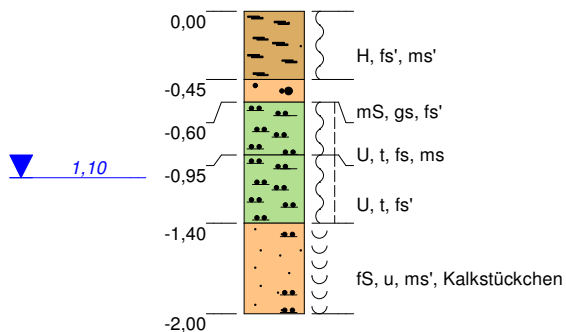 0,00
H, fs', ms'
-0,45
mS, gs, fs'
-0,60
U, t, fs, ms
1,10
-0,95
U, t, fs'
-1,40
fS, u, ms', Kalkstückchen
-2,00